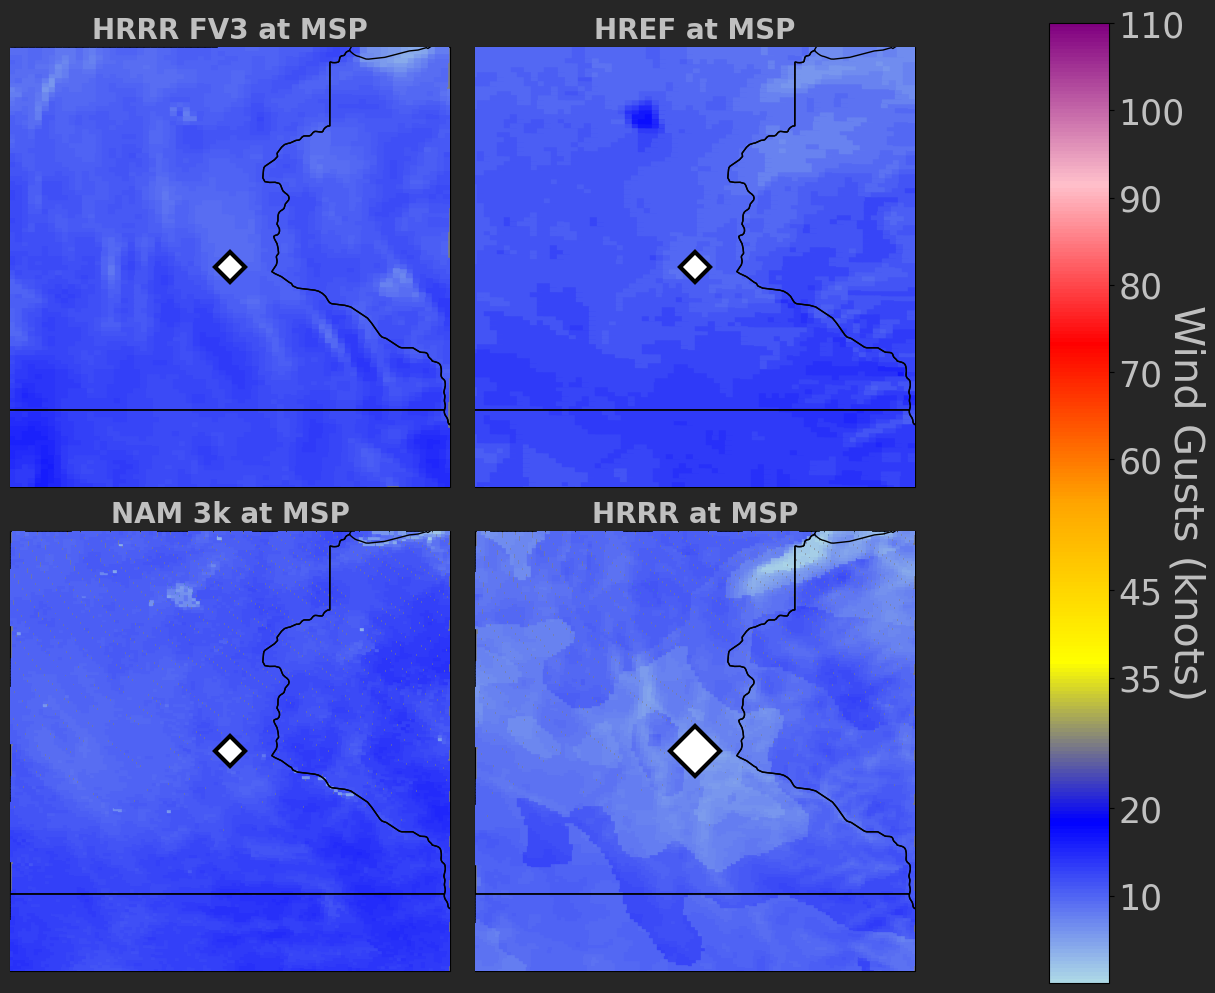 HRRR FV3 at MSP
HREF at MSP
NAM 3k at MSP
HRRR at MSP
110
100
90
80
70
60
45
35
20
10
Wind Gusts (knots)